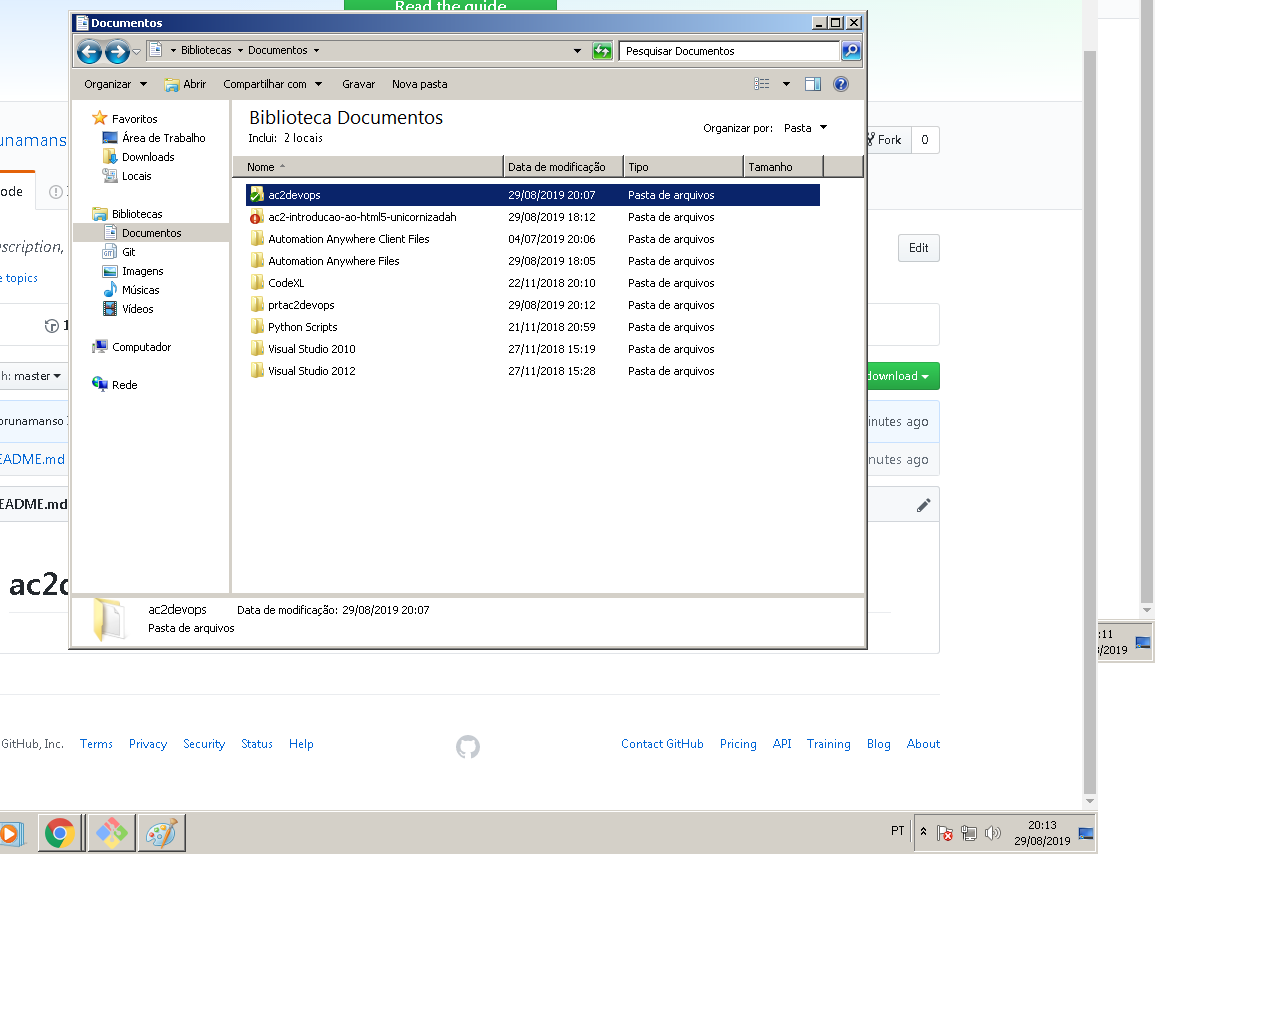 Read the guide
Documentos
Bibliotecas Documentos
Pesquisar Documentos
Organizar Abrir Compartilhar com Gravar Nova pasta
Favoritos
Área de Trabalho
Downloads
Locais
Bibliotecas
Documentos
Git
Imagens
Músicas
Vídeos
Computador
Rede
Biblioteca Documentos
Inclui: 2 locais
Organizar por: Pasta
Nome Data de modificação Tipo Tamanho
ac2devops 29/08/2019 20:07 Pasta de arquivos
ac2-introducao-ao-html5-unicornizadah 29/08/2019 18:12 Pasta de arquivos
Automation Anywhere Client Files 04/07/2019 20:06 Pasta de arquivos
Automation Anywhere Files 29/08/2019 18:05 Pasta de arquivos
CodeXL 22/11/2018 20:10 Pasta de arquivos
prtac2devops 29/08/2019 20:12 Pasta de arquivos
Python Scripts 21/11/2018 20:59 Pasta de arquivos
Visual Studio 2010 27/11/2018 15:19 Pasta de arquivos
Visual Studio 2012 27/11/2018 15:28 Pasta de arquivos
ac2devops Data de modificação: 29/08/2019 20:07
Pasta de arquivos
unamans
Fork 0
ode
scription,
Edit
e topics
1
h: master
download
brunamanso
inutes ago
EADME.md
nutes ago
EADME.md
ac2d
:11
/2019
GitHub, Inc. Terms Privacy Security Status Help
Contact GitHub Pricing API Training Blog About
PT
20:13
29/08/2019